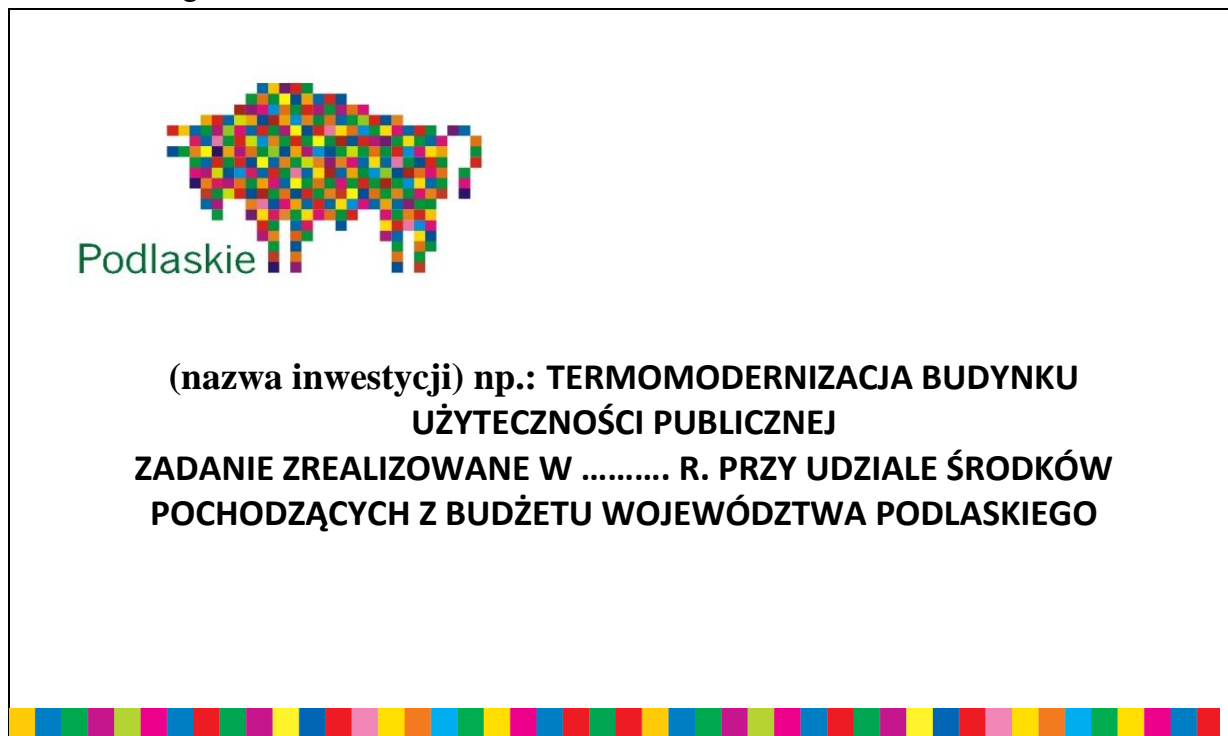 Podlaskie
(nazwa inwestycji) np.: TERMOMODERNIZACJA BUDYNKU
UŻYTECZNOŚCI PUBLICZNEJ
ZADANIE ZREALIZOWANE W .......... R. PRZY UDZIALE ŚRODKÓW
POCHODZĄCYCH Z BUDŻETU WOJEWÓDZTWA PODLASKIEGO